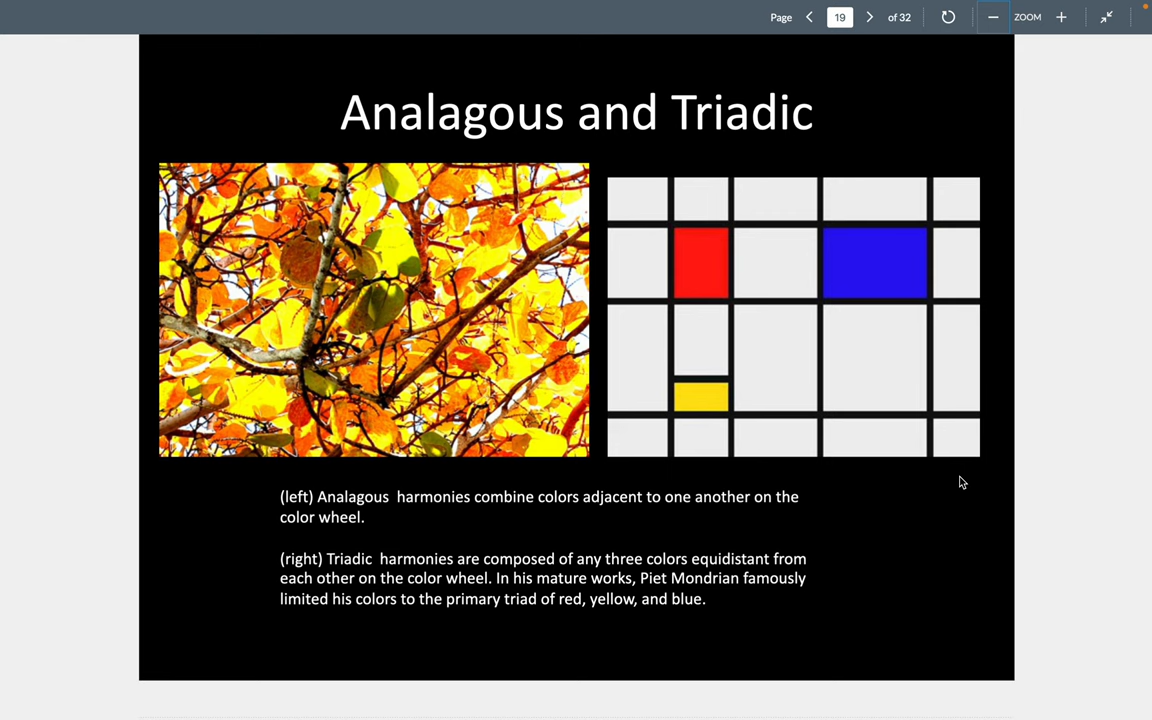 Page 19 of 32 ZOOM
Analagous and Triadic
(left) Analagous harmonies combine colors adjacent to one another on the
color wheel.
(right) Triadic harmonies are composed of any three colors equidistant from
each other on the color wheel. In his mature works, Piet Mondrian famously
limited his colors to the primary triad of red, yellow, and blue.